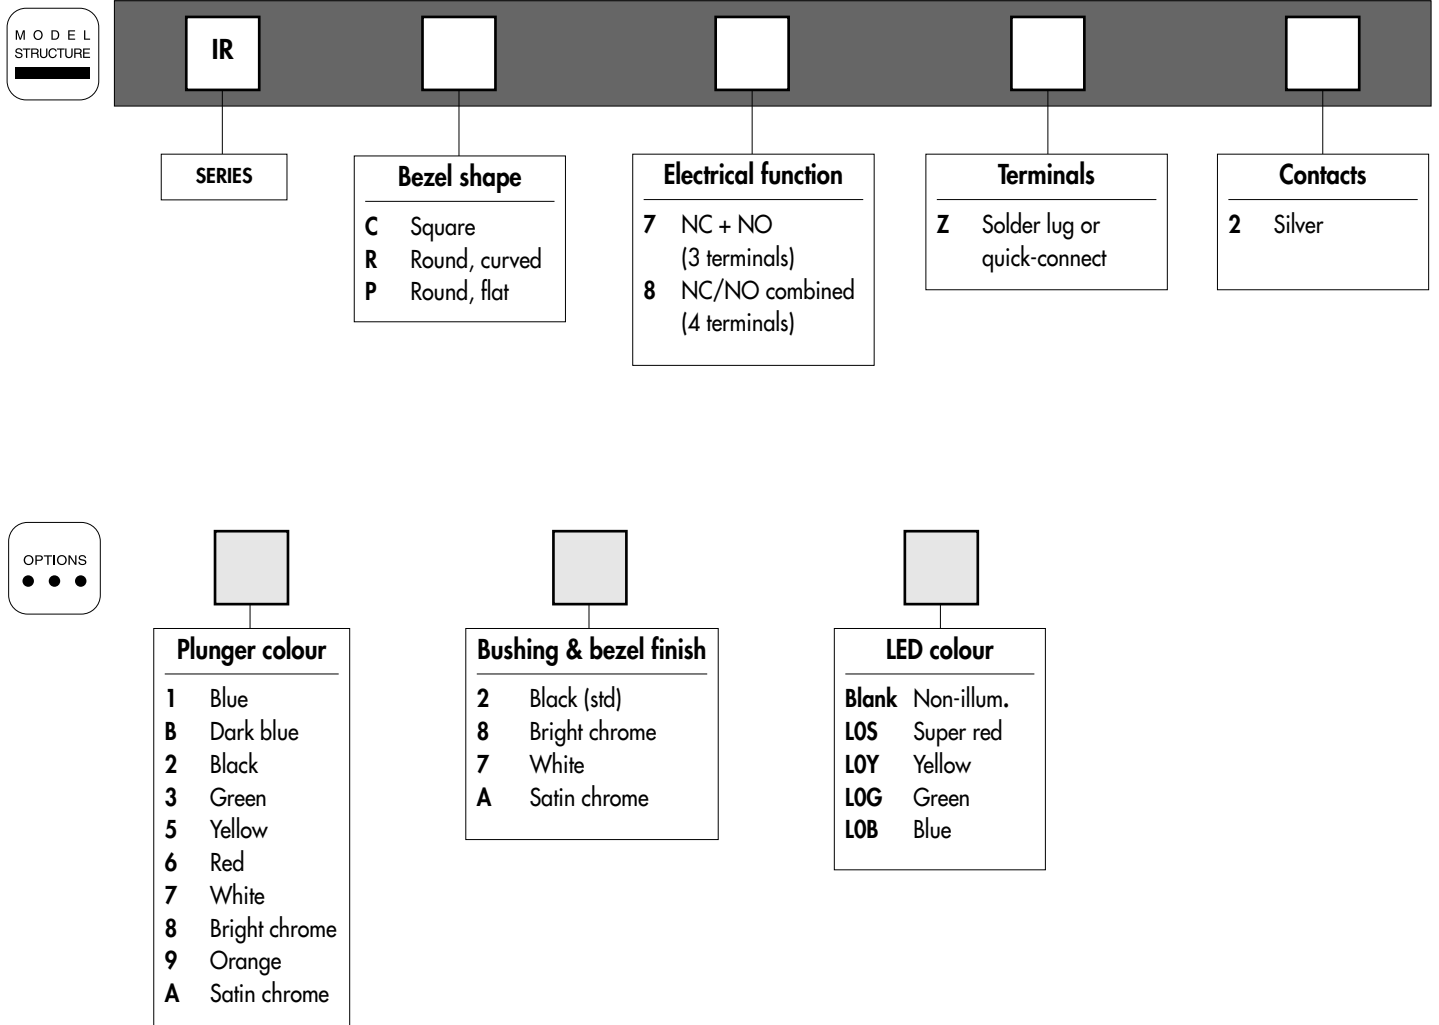 MODEL
STRUCTURE
IR
SERIES
Bezel shape
C Square
R Round, curved
P Round, flat
Electrical function
7 NC + NO
(3 terminals)
8 NC/NO combined
(4 terminals)
Terminals
Z Solder lug or
quick-connect
Contacts
2 Silver
OPTIONS
Plunger colour
1 Blue
B Dark blue
2 Black
3 Green
5 Yellow
6 Red
7 White
8 Bright chrome
9 Orange
A Satin chrome
Bushing & bezel finish
2 Black (std)
8 Bright chrome
7 White
A Satin chrome
LED colour
Blank Non-illum.
L0S Super red
L0Y Yellow
L0G Green
L0B Blue